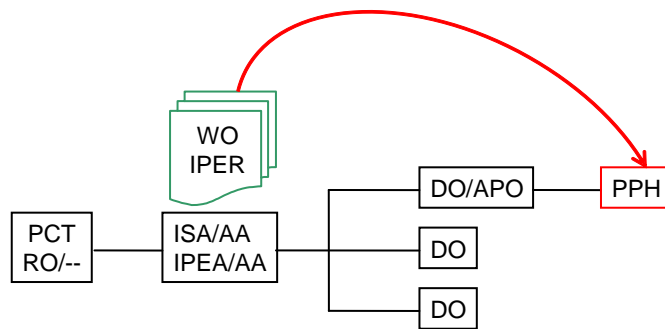 WO
IPER
DO/APO
PPH
PCT
RO/--
ISA/AA
IPEA/AA
DO
DO